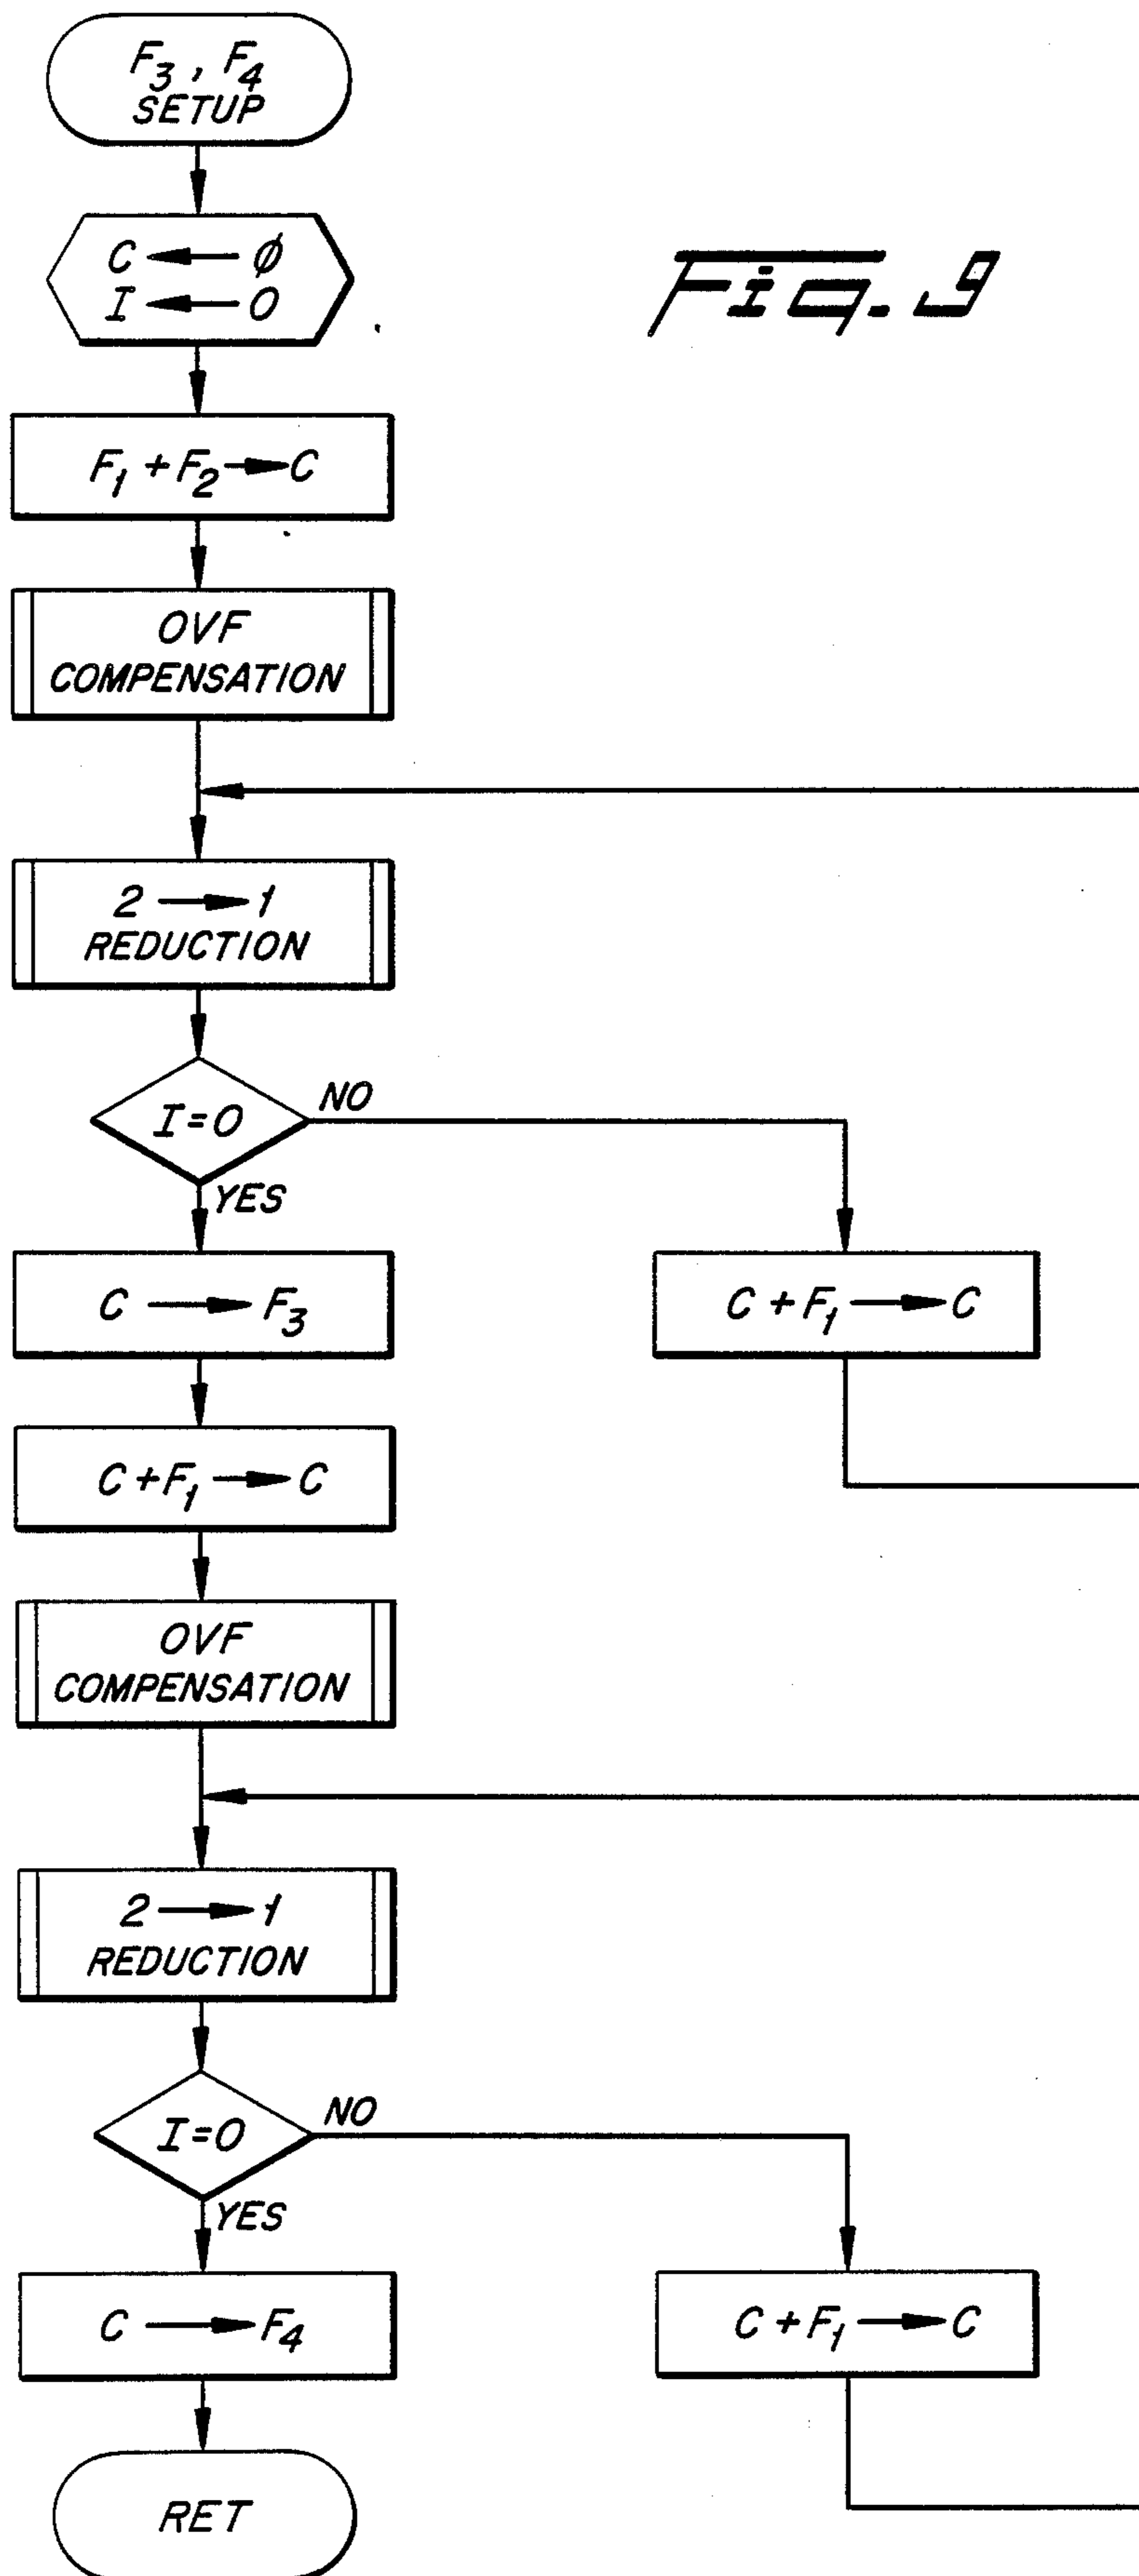 F₃, F₄
SETUP
C ← ∅
I ← 0
Fig. 9
F₁ + F₂ → C
OVF
COMPENSATION
2 → 1
REDUCTION
I = 0
NO
YES
C → F₃
C + F₁ → C
C + F₁ → C
OVF
COMPENSATION
2 → 1
REDUCTION
I = 0
NO
YES
C → F₄
C + F₁ → C
RET